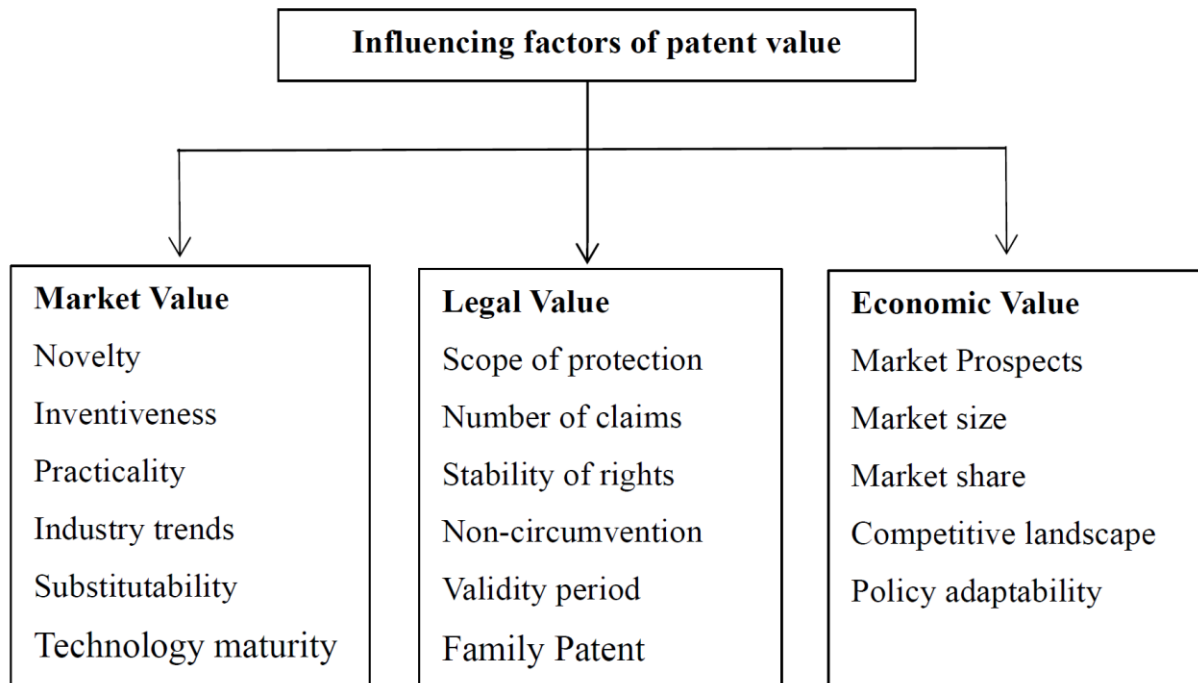 Influencing factors of patent value
Market Value
Novelty
Inventiveness
Practicality
Industry trends
Substitutability
Technology maturity
Legal Value
Scope of protection
Number of claims
Stability of rights
Non-circumvention
Validity period
Family Patent
Economic Value
Market Prospects
Market size
Market share
Competitive landscape
Policy adaptability